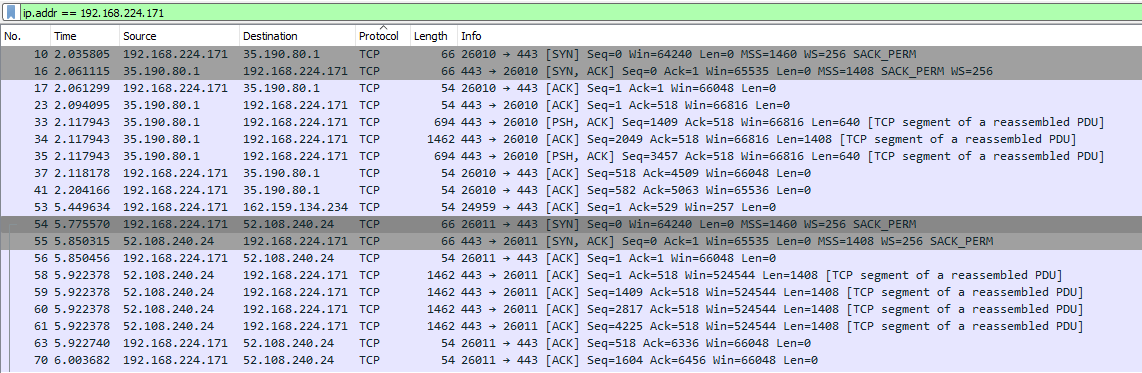 ip.addr == 192.168.224.171
No. Time Source Destination Protocol Length Info
10 2.035805 192.168.224.171 35.190.80.1 TCP 66 26010 → 443 [SYN] Seq=0 Win=64240 Len=0 MSS=1460 WS=256 SACK_PERM
16 2.061115 35.190.80.1 192.168.224.171 TCP 66 443 → 26010 [SYN, ACK] Seq=0 Ack=1 Win=65535 Len=0 MSS=1408 SACK_PERM WS=256
17 2.061299 192.168.224.171 35.190.80.1 TCP 54 26010 → 443 [ACK] Seq=1 Ack=1 Win=66048 Len=0
23 2.094095 35.190.80.1 192.168.224.171 TCP 54 443 → 26010 [ACK] Seq=1 Ack=518 Win=66816 Len=0
33 2.117943 35.190.80.1 192.168.224.171 TCP 694 443 → 26010 [PSH, ACK] Seq=1409 Ack=518 Win=66816 Len=640 [TCP segment of a reassembled PDU]
34 2.117943 35.190.80.1 192.168.224.171 TCP 1462 443 → 26010 [ACK] Seq=2049 Ack=518 Win=66816 Len=1408 [TCP segment of a reassembled PDU]
35 2.117943 35.190.80.1 192.168.224.171 TCP 694 443 → 26010 [PSH, ACK] Seq=3457 Ack=518 Win=66816 Len=640 [TCP segment of a reassembled PDU]
37 2.118178 192.168.224.171 35.190.80.1 TCP 54 26010 → 443 [ACK] Seq=518 Ack=4509 Win=66048 Len=0
41 2.204166 192.168.224.171 35.190.80.1 TCP 54 26010 → 443 [ACK] Seq=582 Ack=5063 Win=65536 Len=0
53 5.449634 192.168.224.171 162.159.134.234 TCP 54 24959 → 443 [ACK] Seq=1 Ack=529 Win=257 Len=0
54 5.775570 192.168.224.171 52.108.240.24 TCP 66 26011 → 443 [SYN] Seq=0 Win=64240 Len=0 MSS=1460 WS=256 SACK_PERM
55 5.850315 52.108.240.24 192.168.224.171 TCP 66 443 → 26011 [SYN, ACK] Seq=0 Ack=1 Win=65535 Len=0 MSS=1408 WS=256 SACK_PERM
56 5.850456 192.168.224.171 52.108.240.24 TCP 54 26011 → 443 [ACK] Seq=1 Ack=1 Win=66048 Len=0
58 5.922378 52.108.240.24 192.168.224.171 TCP 1462 443 → 26011 [ACK] Seq=1 Ack=518 Win=524544 Len=1408 [TCP segment of a reassembled PDU]
59 5.922378 52.108.240.24 192.168.224.171 TCP 1462 443 → 26011 [ACK] Seq=1409 Ack=518 Win=524544 Len=1408 [TCP segment of a reassembled PDU]
60 5.922378 52.108.240.24 192.168.224.171 TCP 1462 443 → 26011 [ACK] Seq=2817 Ack=518 Win=524544 Len=1408 [TCP segment of a reassembled PDU]
61 5.922378 52.108.240.24 192.168.224.171 TCP 1462 443 → 26011 [ACK] Seq=4225 Ack=518 Win=524544 Len=1408 [TCP segment of a reassembled PDU]
63 5.922740 192.168.224.171 52.108.240.24 TCP 54 26011 → 443 [ACK] Seq=518 Ack=6336 Win=66048 Len=0
70 6.003682 192.168.224.171 52.108.240.24 TCP 54 26011 → 443 [ACK] Seq=1604 Ack=6456 Win=66048 Len=0